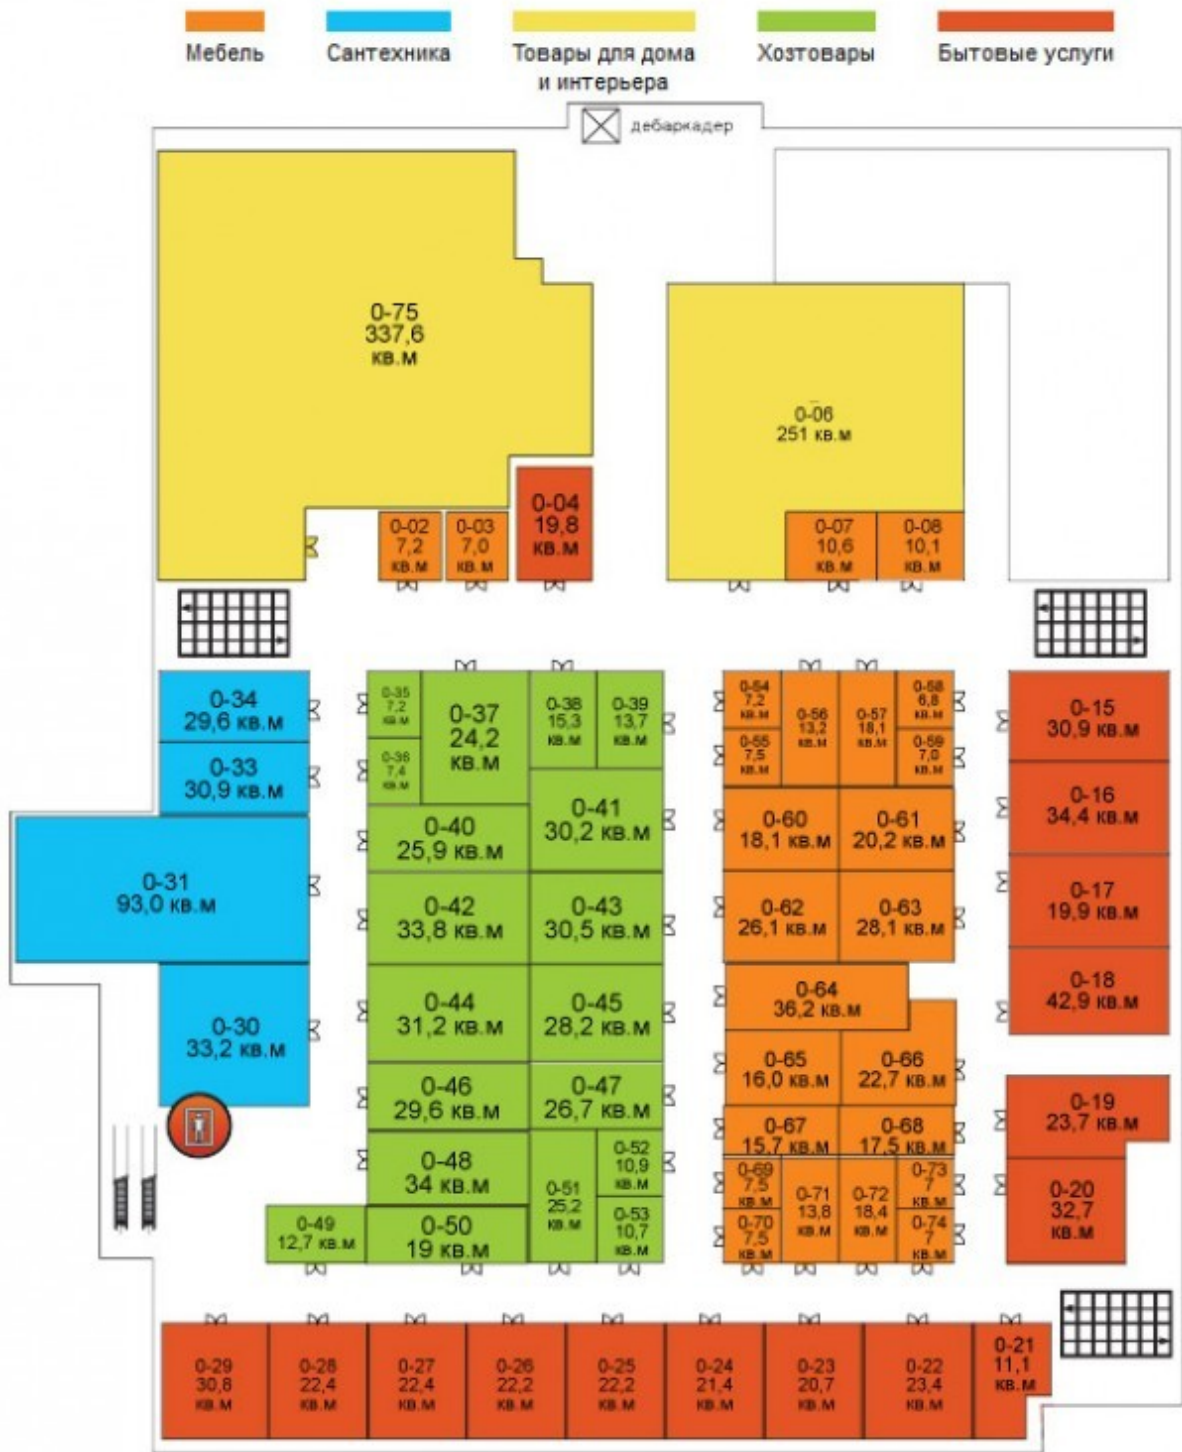 Мебель
Сантехника
Товары для дома
и интерьера
Хозтовары
Бытовые услуги
дебаркадер
0-75
337,6
кв.м
0-06
251 кв.м
0-04
19,8
кв.м
0-02
7,2
кв.м
0-03
7,0
кв.м
0-07
10,6
кв.м
0-08
10,1
кв.м
0-34
29,6 кв.м
0-33
30,9 кв.м
0-31
93,0 кв.м
0-30
33,2 кв.м
0-35
7,2
кв.м
0-36
7,4
кв.м
0-37
24,2
кв.м
0-38
15,3
кв.м
0-39
13,7
кв.м
0-40
25,9 кв.м
0-41
30,2 кв.м
0-42
33,8 кв.м
0-43
30,5 кв.м
0-44
31,2 кв.м
0-45
28,2 кв.м
0-46
29,6 кв.м
0-47
26,7 кв.м
0-48
34 кв.м
0-49
12,7 кв.м
0-50
19 кв.м
0-51
25,2
кв.м
0-52
10,9
кв.м
0-53
10,7
кв.м
0-54
7,2
кв.м
0-55
7,5
кв.м
0-56
13,2
кв.м
0-57
18,1
кв.м
0-58
6,8
кв.м
0-59
7,0
кв.м
0-60
18,1 кв.м
0-61
20,2 кв.м
0-62
26,1 кв.м
0-63
28,1 кв.м
0-64
36,2 кв.м
0-65
16,0 кв.м
0-66
22,7 кв.м
0-67
15,7 кв.м
0-68
17,5 кв.м
0-69
7,5
кв.м
0-70
7,5
кв.м
0-71
13,8
кв.м
0-72
18,4
кв.м
0-73
7
кв.м
0-74
7
кв.м
0-15
30,9 кв.м
0-16
34,4 кв.м
0-17
19,9 кв.м
0-18
42,9 кв.м
0-19
23,7 кв.м
0-20
32,7
кв.м
0-29
30,8
кв.м
0-28
22,4
кв.м
0-27
22,4
кв.м
0-26
22,2
кв.м
0-25
22,2
кв.м
0-24
21,4
кв.м
0-23
20,7
кв.м
0-22
23,4
кв.м
0-21
11,1
кв.м